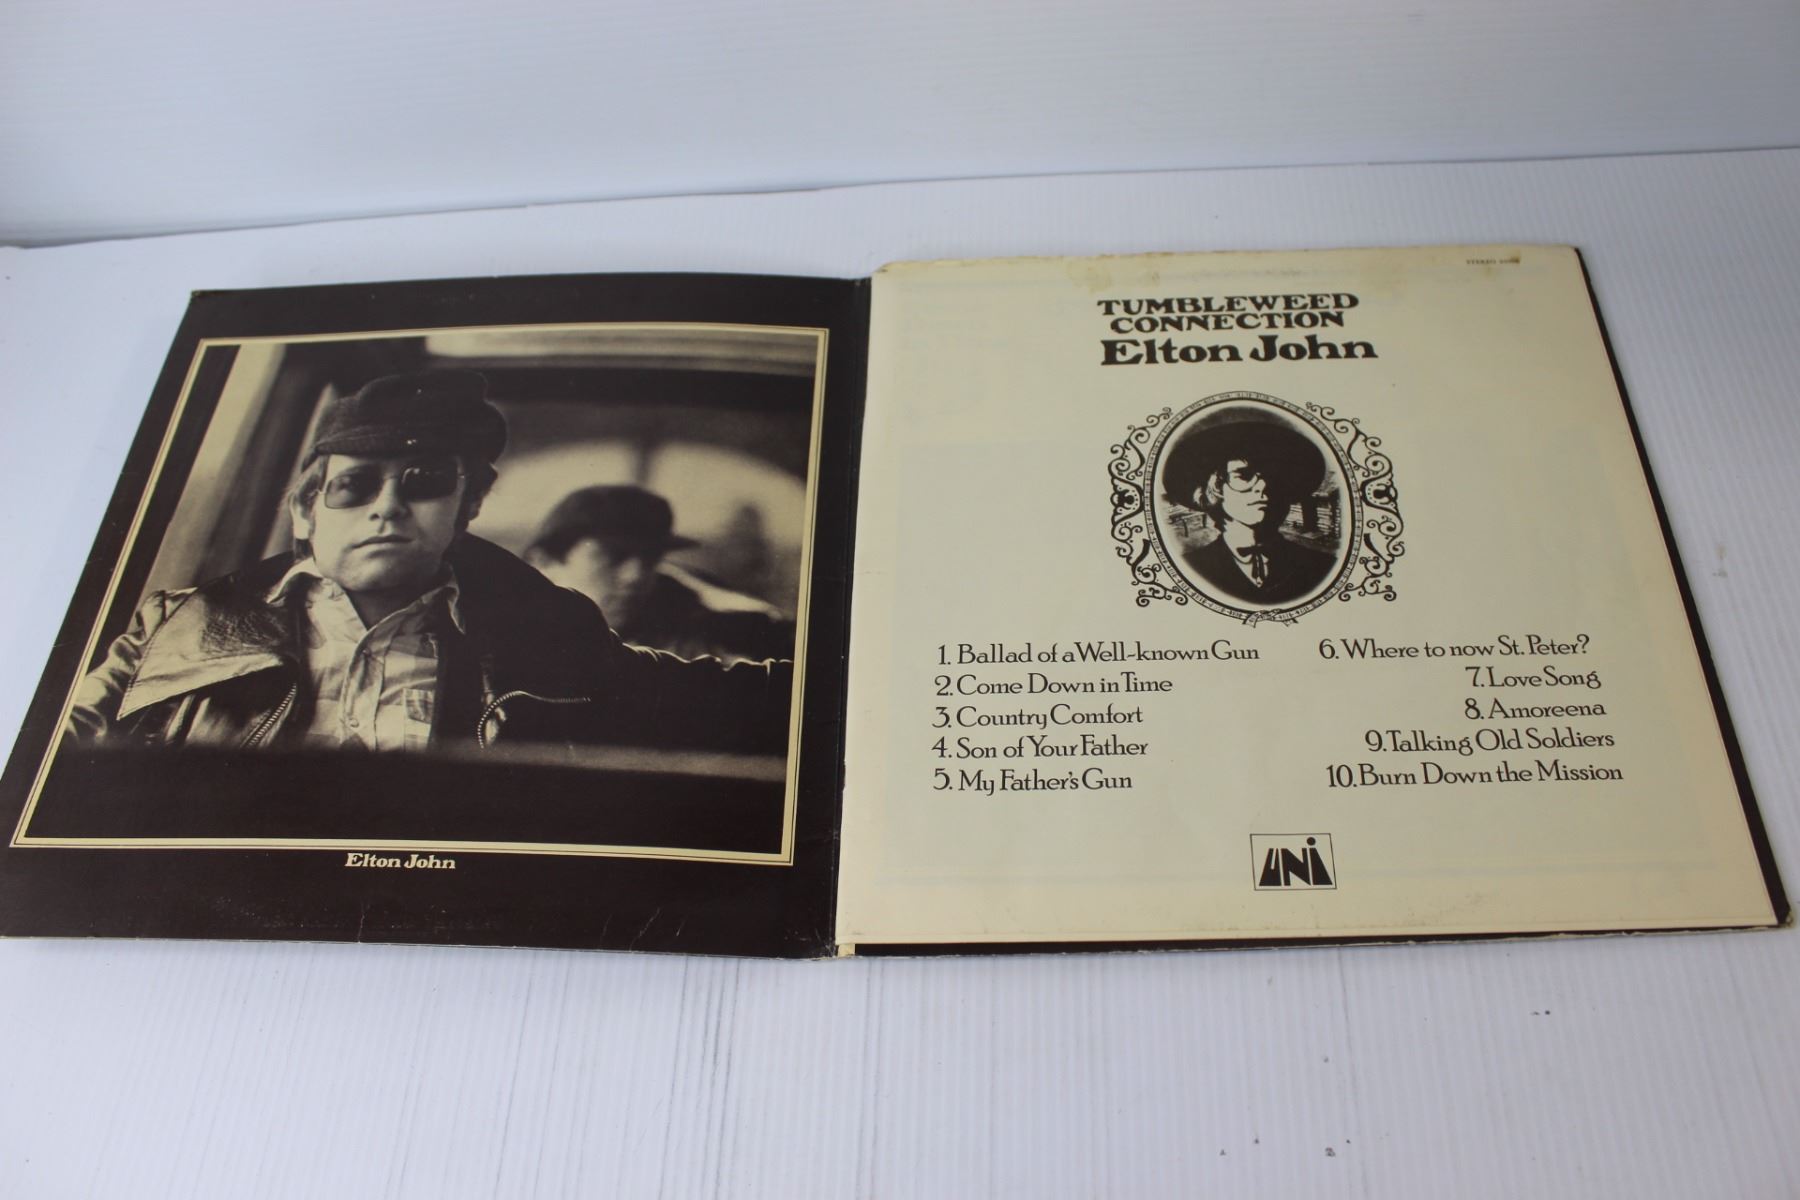 STEREO
TUMBLEWEED
CONNECTION
Elton John
1. Ballad of a Well-known Gun
2. Come Down in Time
3. Country Comfort
4. Son of Your Father
5. My Father's Gun
6. Where to now St. Peter?
7. Love Song
8. Amoreena
9. Talking Old Soldiers
10. Burn Down the Mission
UNI
Elton John